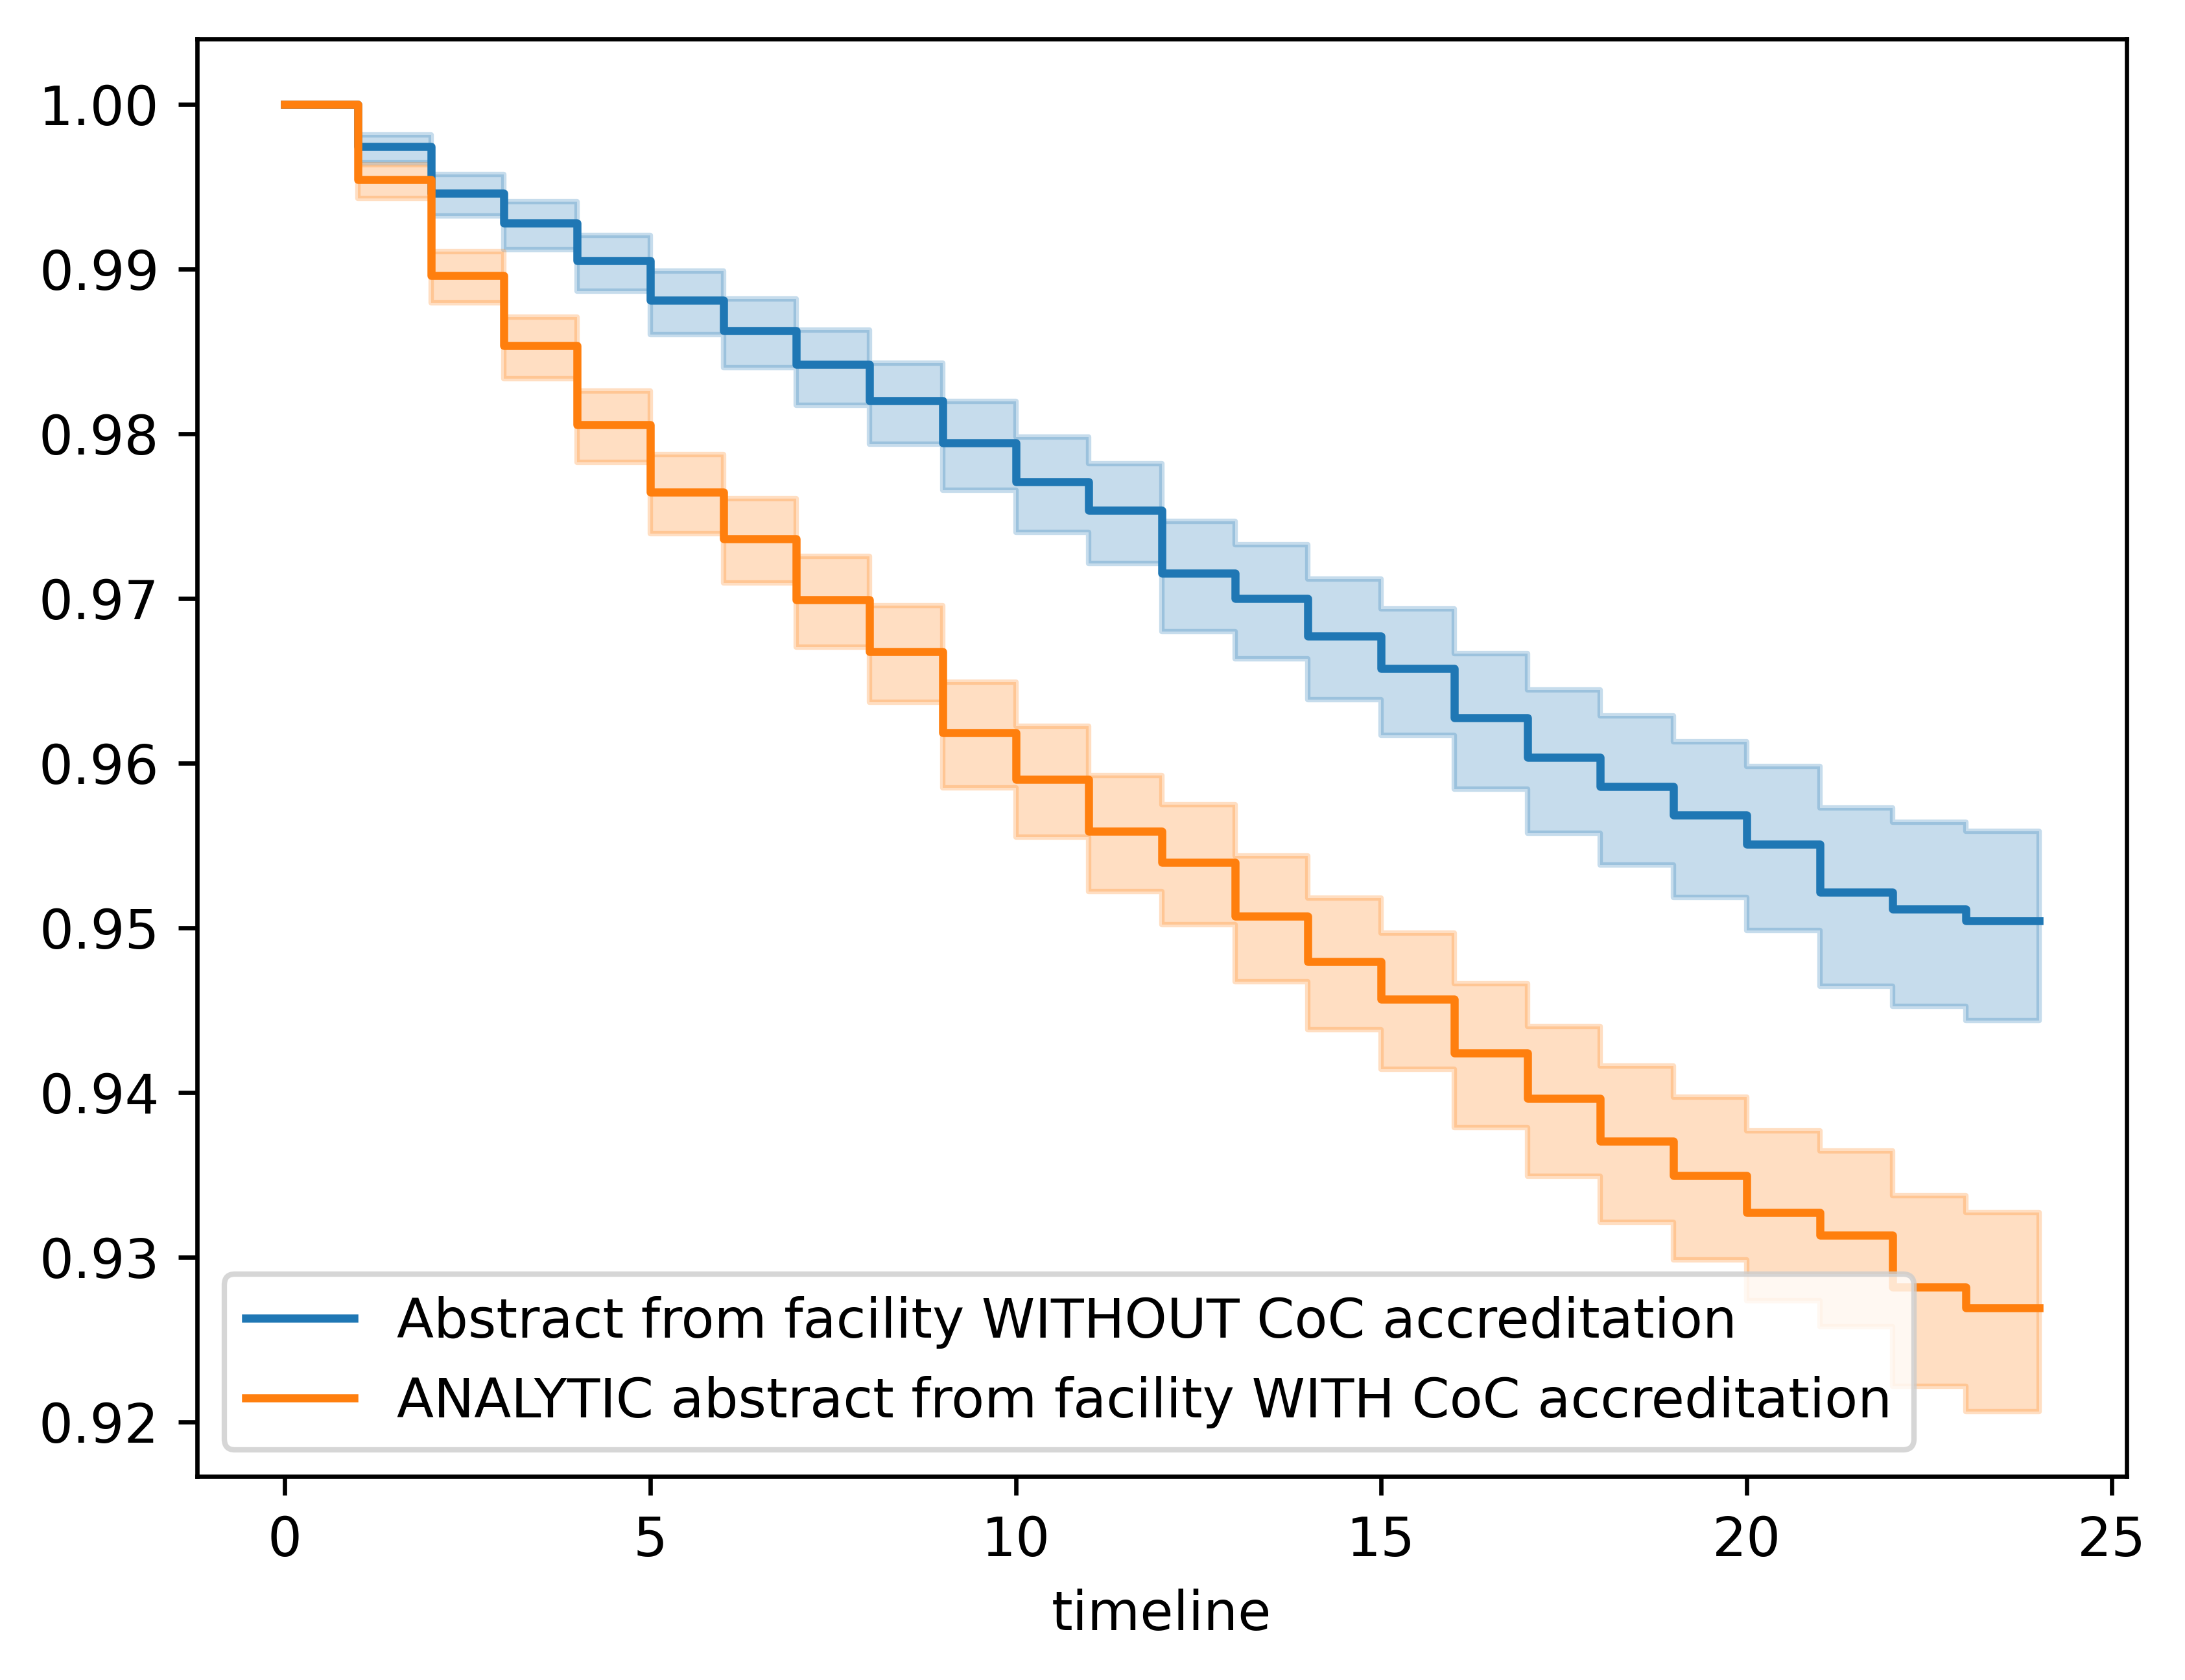 1.00
0.99
0.98
0.97
0.96
0.95
0.94
0.93
0.92
Abstract from facility WITHOUT CoC accreditation
ANALYTIC abstract from facility WITH CoC accreditation
0 5 10 15 20 25
timeline